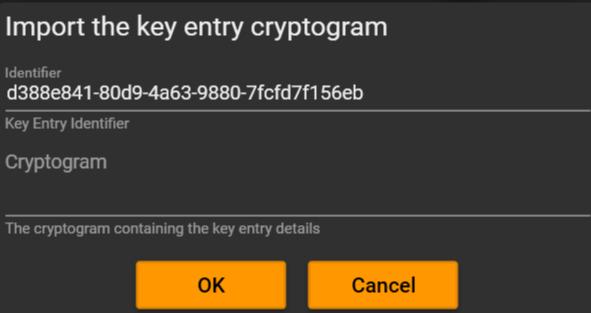 Import the key entry cryptogram
Identifier
d388e841-80d9-4a63-9880-7fcfd7f156eb
Key Entry Identifier
Cryptogram
The cryptogram containing the key entry details
OK
Cancel